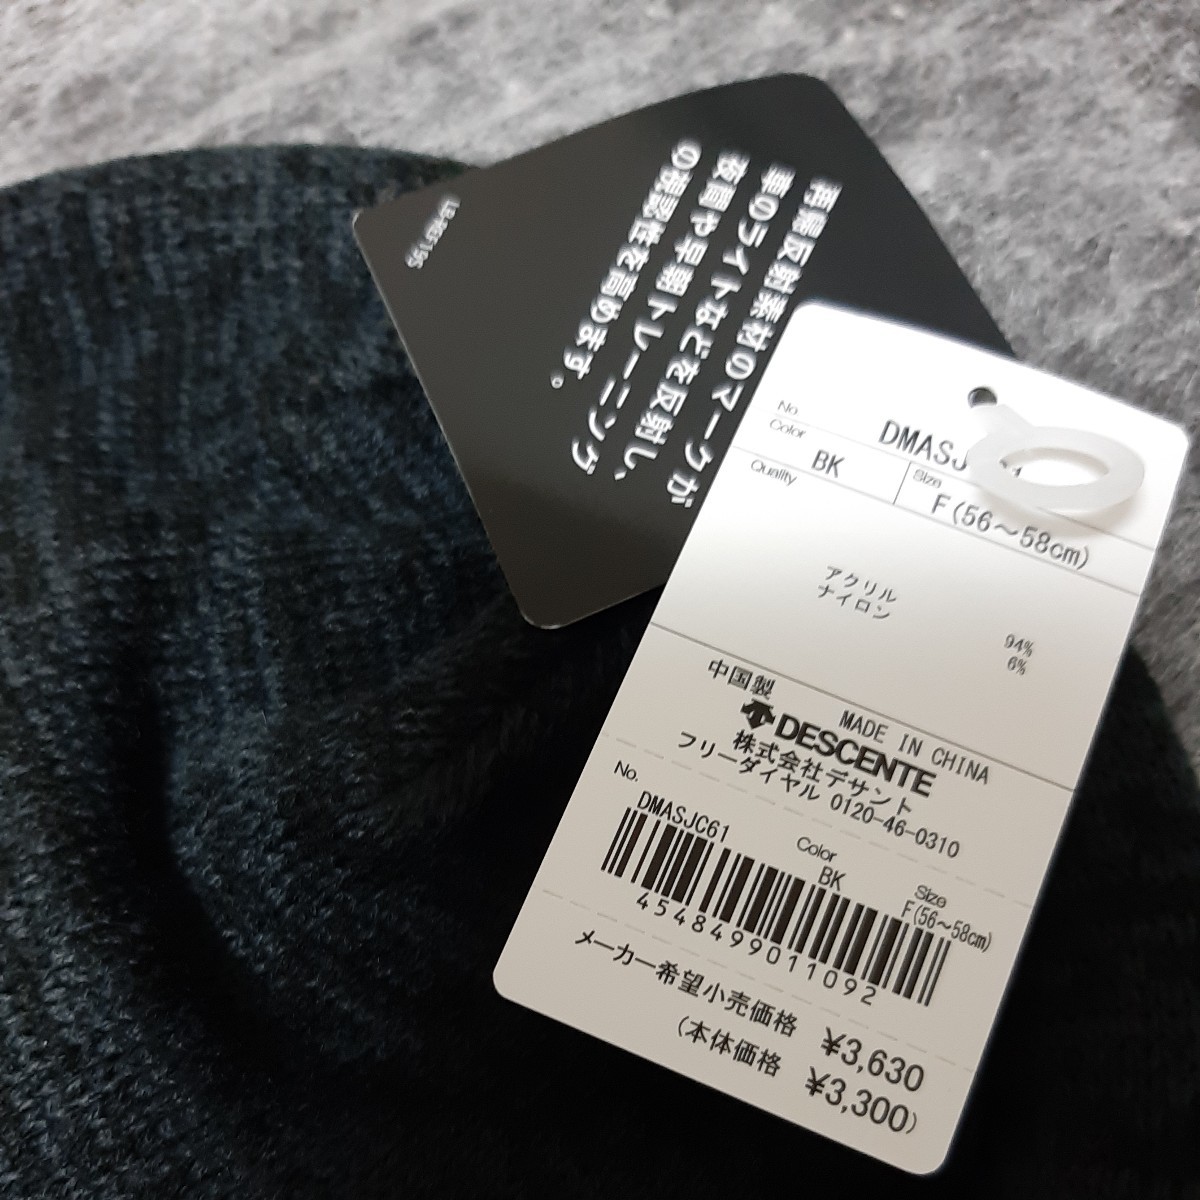 再帰反射素材のマークが
車のライトなどを反射し、
夜間や早朝トレーニング
の視認性を高めます。
No.
Color BK
Size F(56～58cm)
Quality
アクリル 94%
ナイロン 6%
中国製 MADE IN CHINA
DESCENTE
株式会社デサント
フリーダイヤル 0120-46-0310
No. DMASJC61
Color BK
Size F(56～58cm)
4548499011092
メーカー希望小売価格 ¥3,630
(本体価格 ¥3,300)